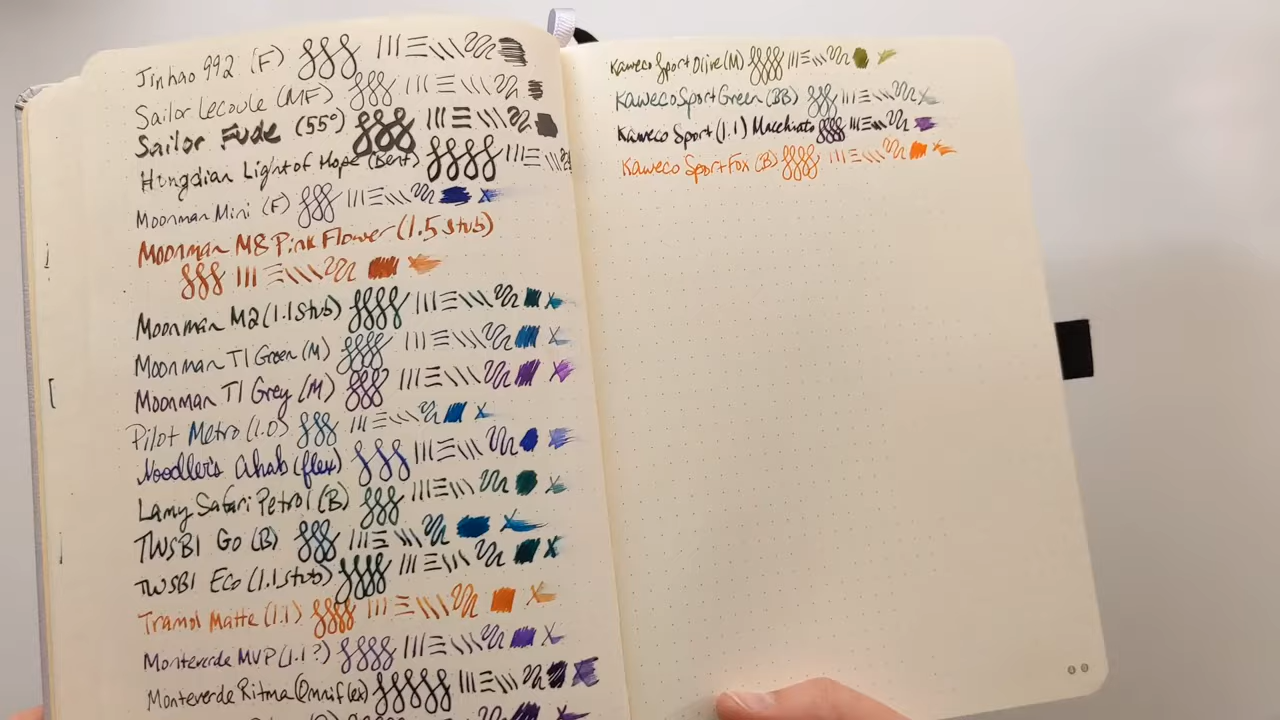 Jinhao 992 (F)
Sailor Lecoule (MF)
Sailor Fude (55°)
Hongdian Light of Hope (Bent)
Moonman Mini (F)
Moonman M8 Pink Flower (1.5 Stub)
Moonman M2 (1.1 Stub)
Moonman T1 Green (M)
Moonman T1 Grey (M)
Pilot Metro (1.0)
Noodler's Ahab (flex)
Lamy Safari Petrol (B)
TWSBI Go (B)
TWSBI Eco (1.1 stub)
Tramol Matte (1.1)
Monteverde MVP (1.1?)
Monteverde Ritma (Omniflex)
Kaweco Sport Olive (M)
Kaweco Sport Green (BB)
Kaweco Sport (1.1) Macchiato
Kaweco Sport Fox (B)